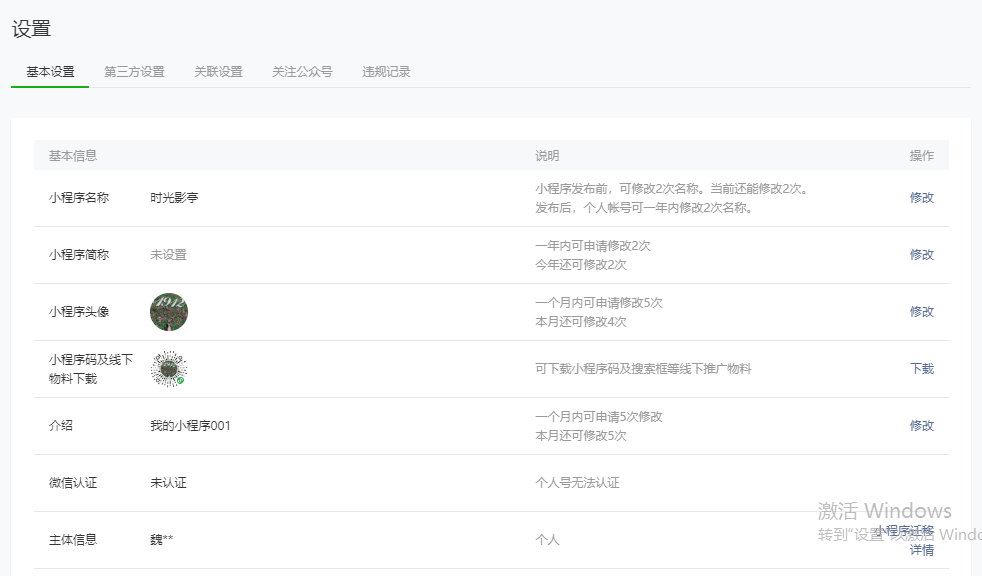 设置
基本设置 第三方设置 关联设置 关注公众号 违规记录
基本信息 说明 操作
小程序名称 时光影亭 小程序发布前，可修改2次名称。当前还能修改2次。 修改
发布后，个人帐号可一年内修改2次名称。
小程序简称 未设置 一年内可申请修改2次 修改
今年还可修改2次
小程序头像 1942 一个月内可申请修改5次 修改
本月还可修改4次
小程序码及线下 可下载小程序码及搜索框等线下推广物料 下载
物料下载
介绍 我的小程序001 一个月内可申请5次修改 修改
本月还可修改5次
微信认证 未认证 个人号无法认证
激活 Windows
主体信息 魏** 个人 小程序迁移
转到"设置"以激活 Windo
详情